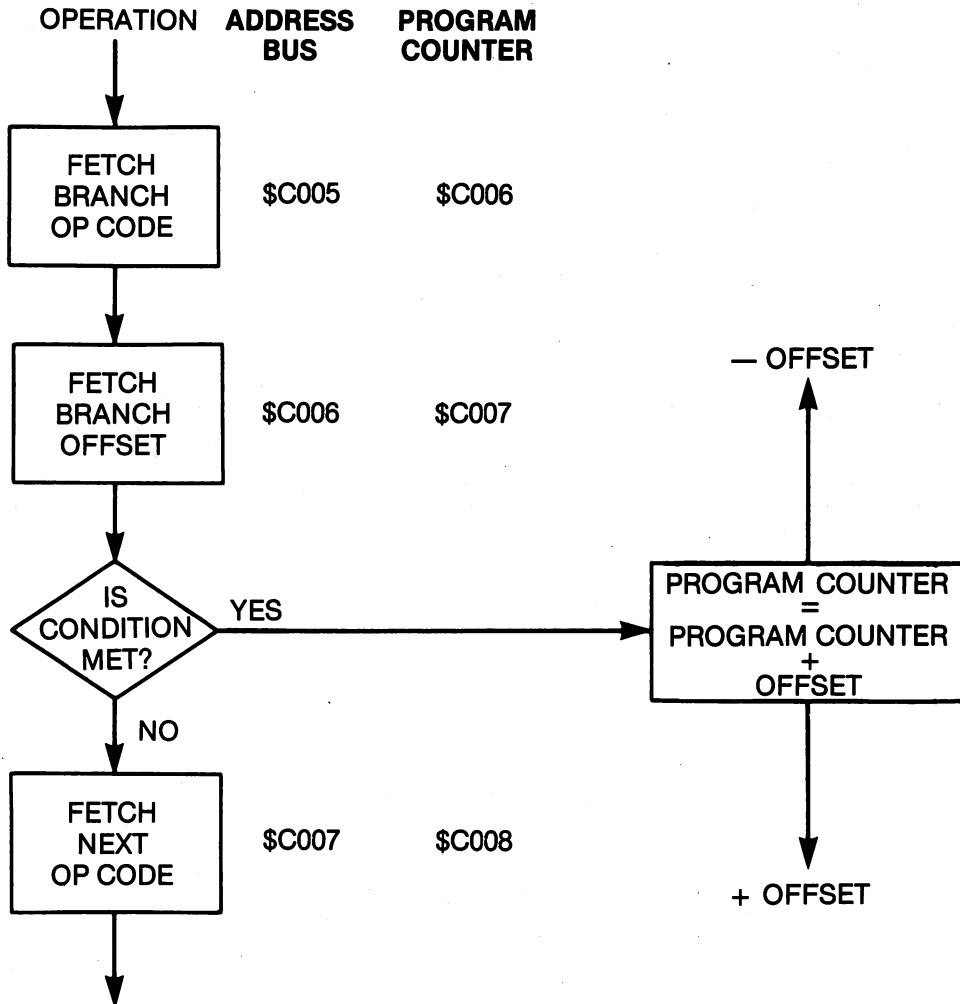 OPERATION ADDRESS BUS PROGRAM COUNTER
FETCH
BRANCH
OP CODE
$C005 $C006
FETCH
BRANCH
OFFSET
$C006 $C007
— OFFSET
IS
CONDITION
MET?
YES
PROGRAM COUNTER
=
PROGRAM COUNTER
+
OFFSET
NO
FETCH
NEXT
OP CODE
$C007 $C008
+ OFFSET